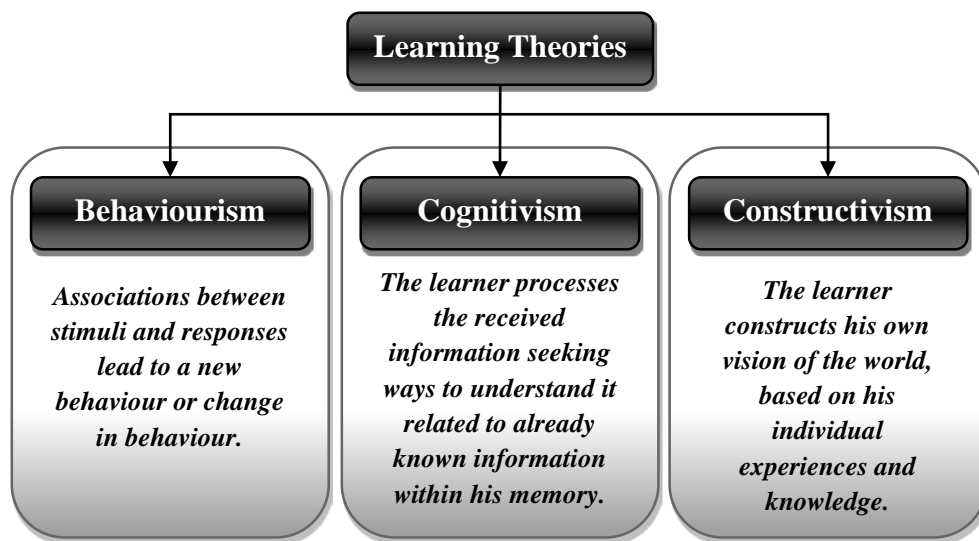 Learning Theories
Behaviourism
Associations between
stimuli and responses
lead to a new
behaviour or change
in behaviour.
Cognitivism
The learner processes
the received
information seeking
ways to understand it
related to already
known information
within his memory.
Constructivism
The learner
constructs his own
vision of the world,
based on his
individual
experiences and
knowledge.